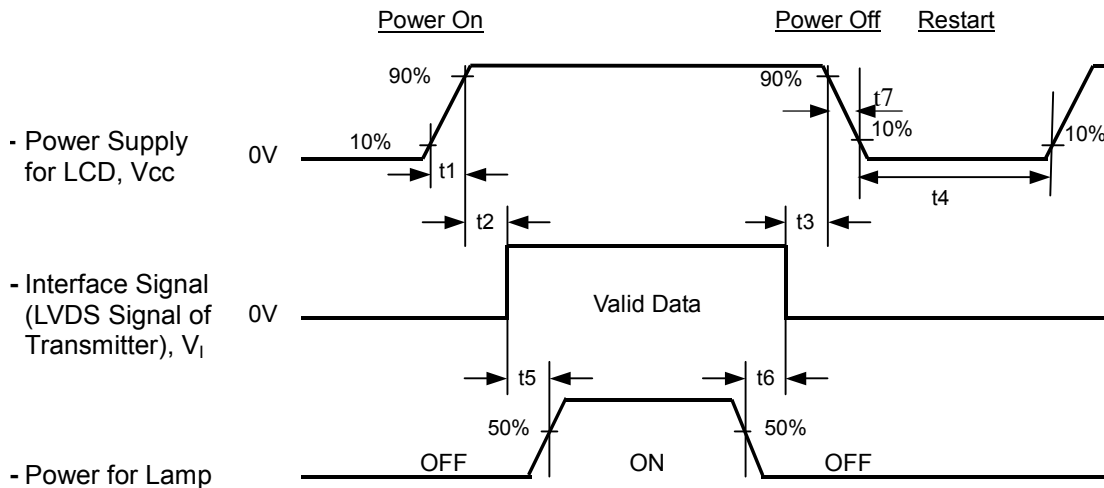 Power On
Power Off
Restart
90%
90%
t7
10%
10%
10%
- Power Supply
for LCD, Vcc
0V
t1
t4
t2
t3
- Interface Signal
(LVDS Signal of
Transmitter), VI
0V
Valid Data
t5
t6
50%
50%
- Power for Lamp
OFF
ON
OFF